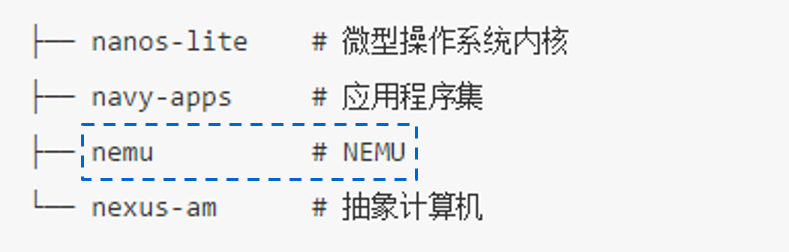 ├── nanos-lite    # 微型操作系统内核
├── navy-apps     # 应用程序集
├── nemu          # NEMU
└── nexus-am      # 抽象计算机